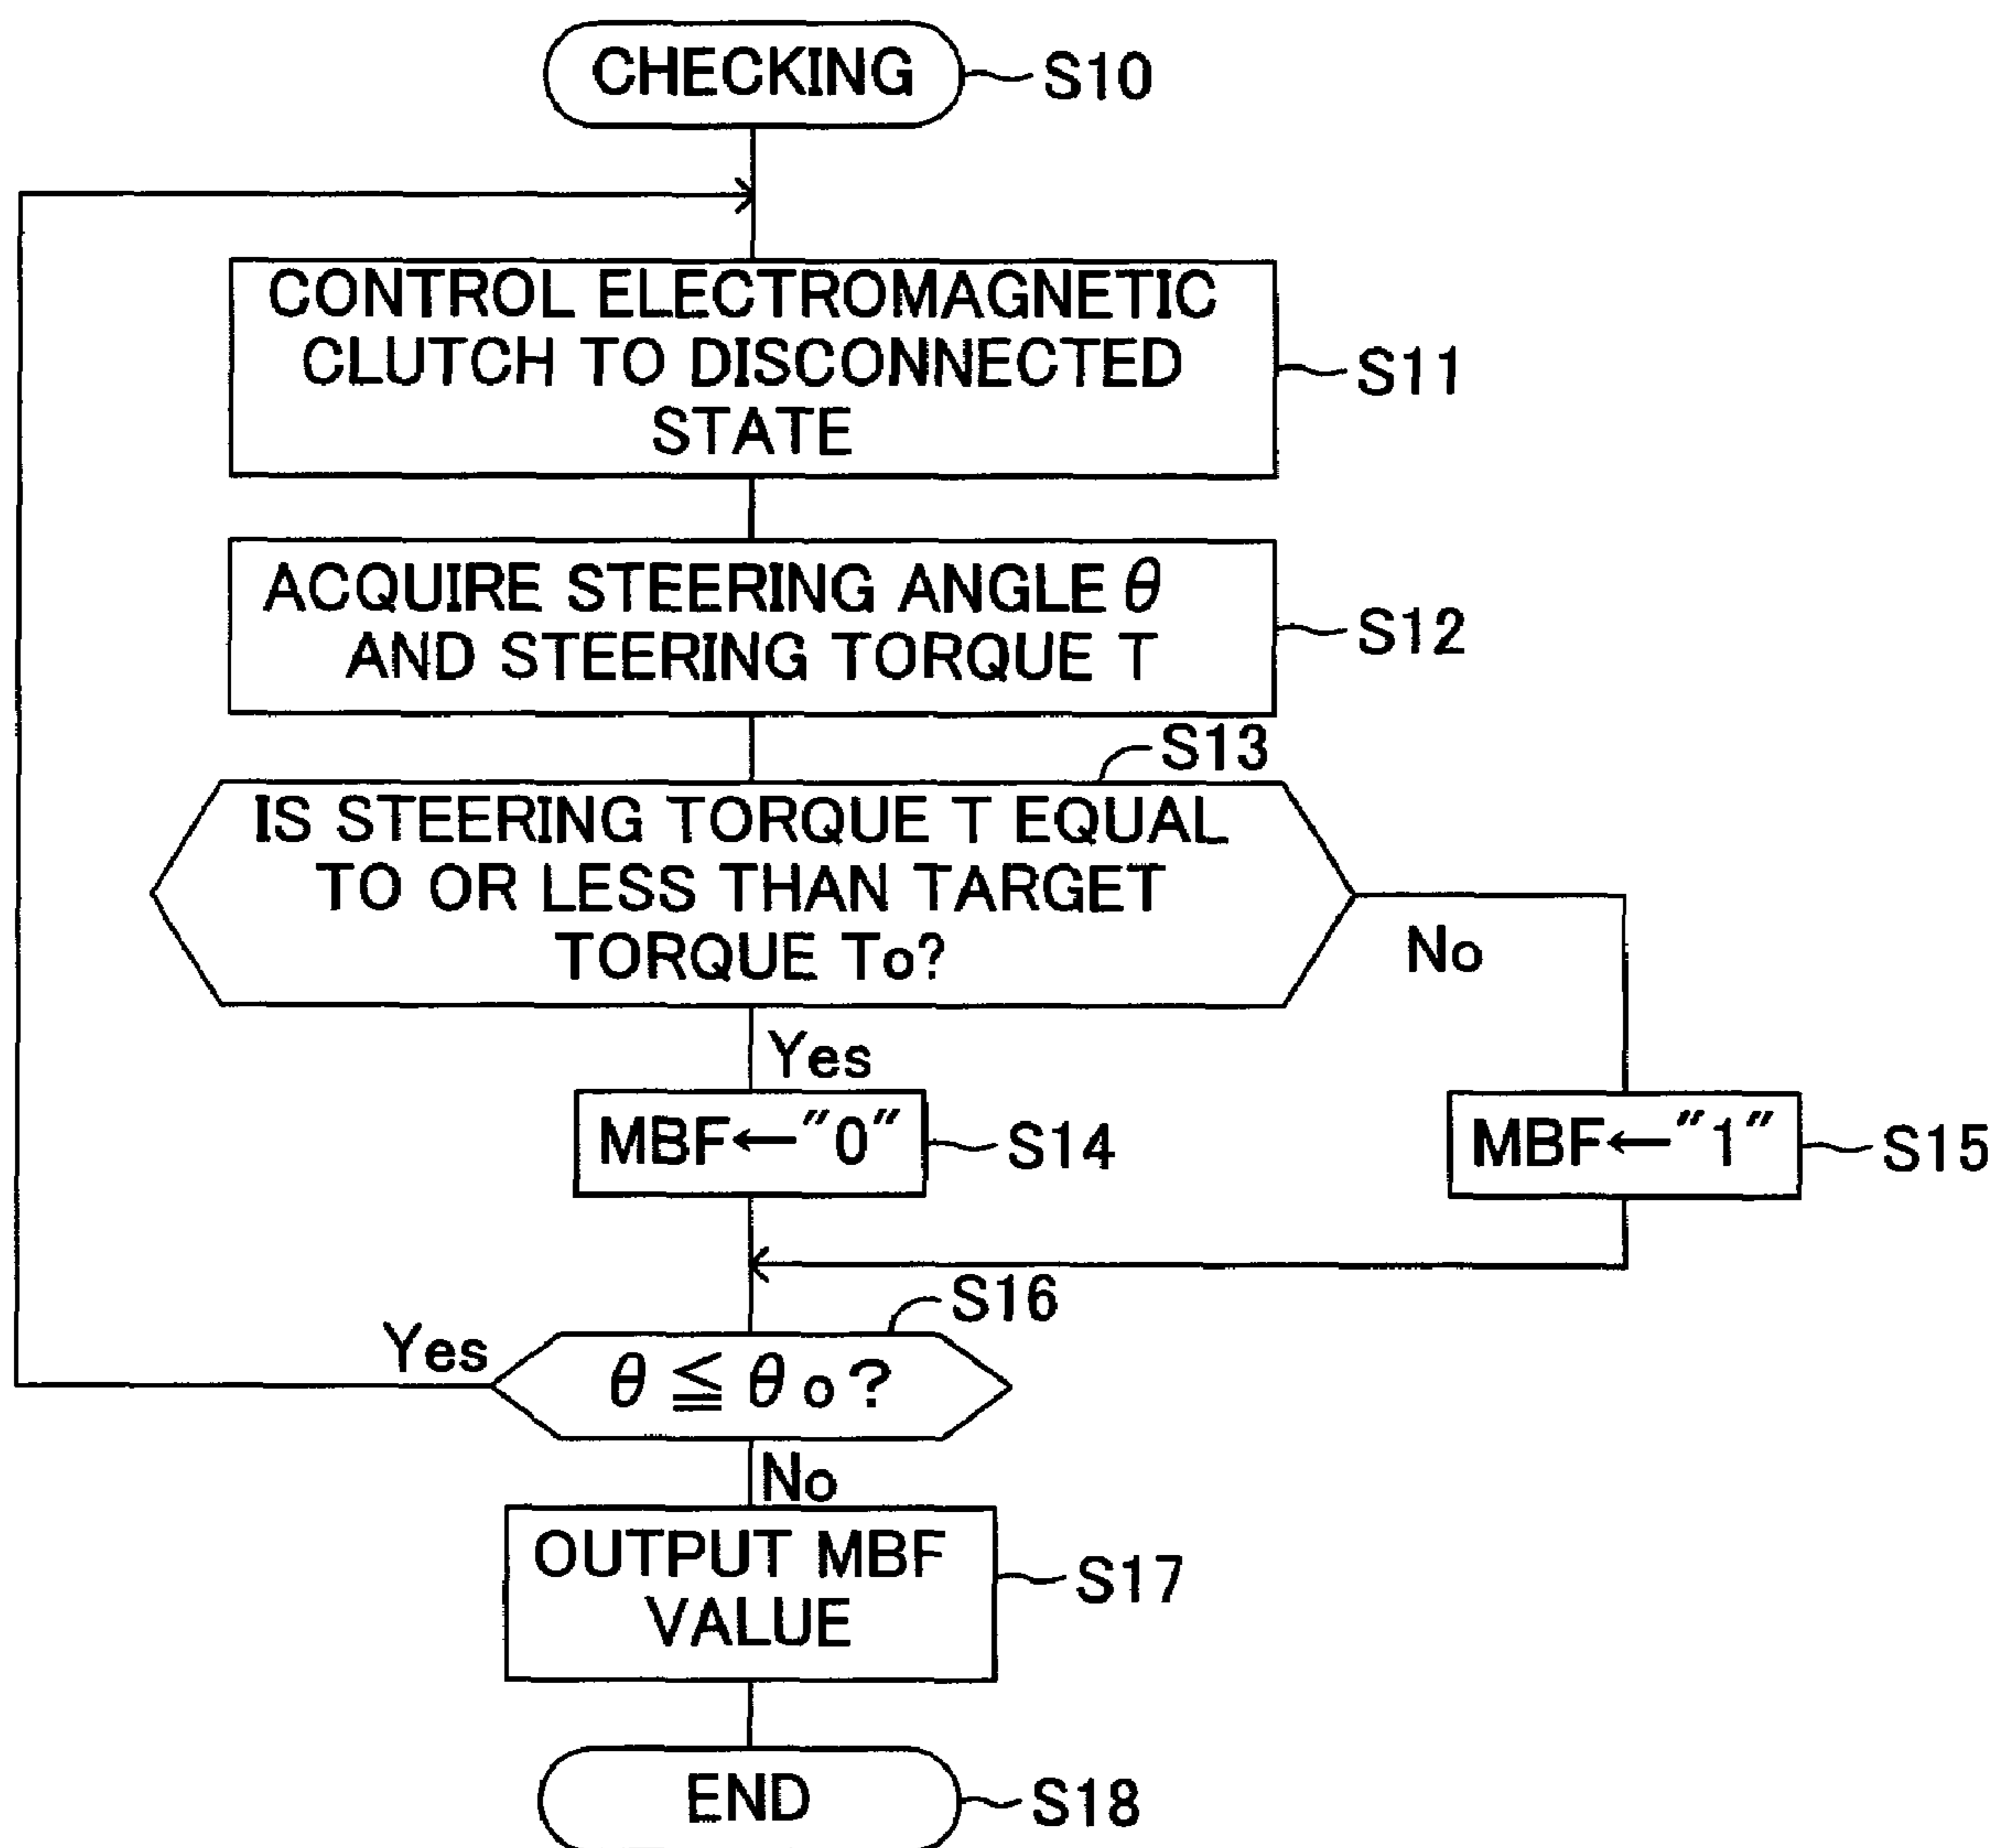 CHECKING
S10
CONTROL ELECTROMAGNETIC
CLUTCH TO DISCONNECTED
STATE
S11
ACQUIRE STEERING ANGLE θ
AND STEERING TORQUE T
S12
S13
IS STEERING TORQUE T EQUAL
TO OR LESS THAN TARGET
TORQUE To?
No
Yes
MBF←"0"
S14
MBF←"1"
S15
S16
Yes
θ ≦ θo?
No
OUTPUT MBF
VALUE
S17
END
S18